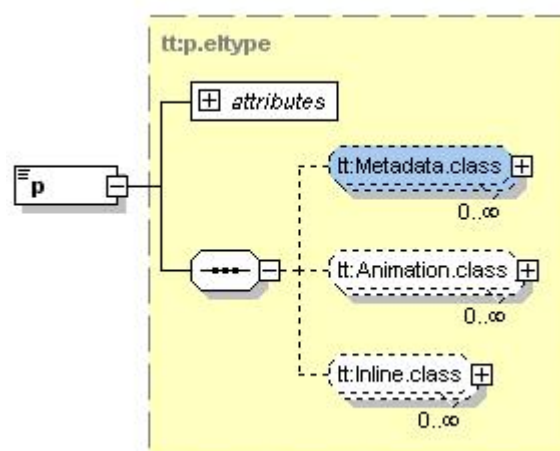 tt:p.eltype
attributes
p
tt:Metadata.class
0..∞
tt:Animation.class
0..∞
tt:Inline.class
0..∞